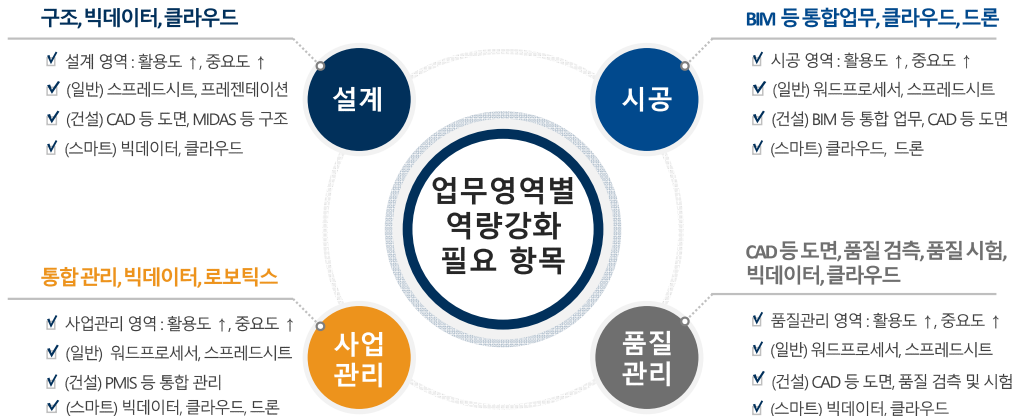 구조, 빅데이터, 클라우드
설계 영역 : 활용도 ↑, 중요도 ↑
(일반) 스프레드시트, 프레젠테이션
(건설) CAD 등 도면, MIDAS 등 구조
(스마트) 빅데이터, 클라우드
설계
BIM 등 통합업무, 클라우드, 드론
시공 영역 : 활용도 ↑, 중요도 ↑
(일반) 워드프로세서, 스프레드시트
(건설) BIM 등 통합 업무, CAD 등 도면
(스마트) 클라우드, 드론
시공
업무영역별
역량강화
필요 항목
통합 관리, 빅데이터, 로보틱스
사업관리 영역 : 활용도 ↑, 중요도 ↑
(일반) 워드프로세서, 스프레드시트
(건설) PMIS 등 통합 관리
(스마트) 빅데이터, 클라우드, 드론
사업
관리
CAD 등 도면, 품질 검측, 품질 시험,
빅데이터, 클라우드
품질관리 영역 : 활용도 ↑, 중요도 ↑
(일반) 워드프로세서, 스프레드시트
(건설) CAD 등 도면, 품질 검측 및 시험
(스마트) 빅데이터, 클라우드
품질
관리